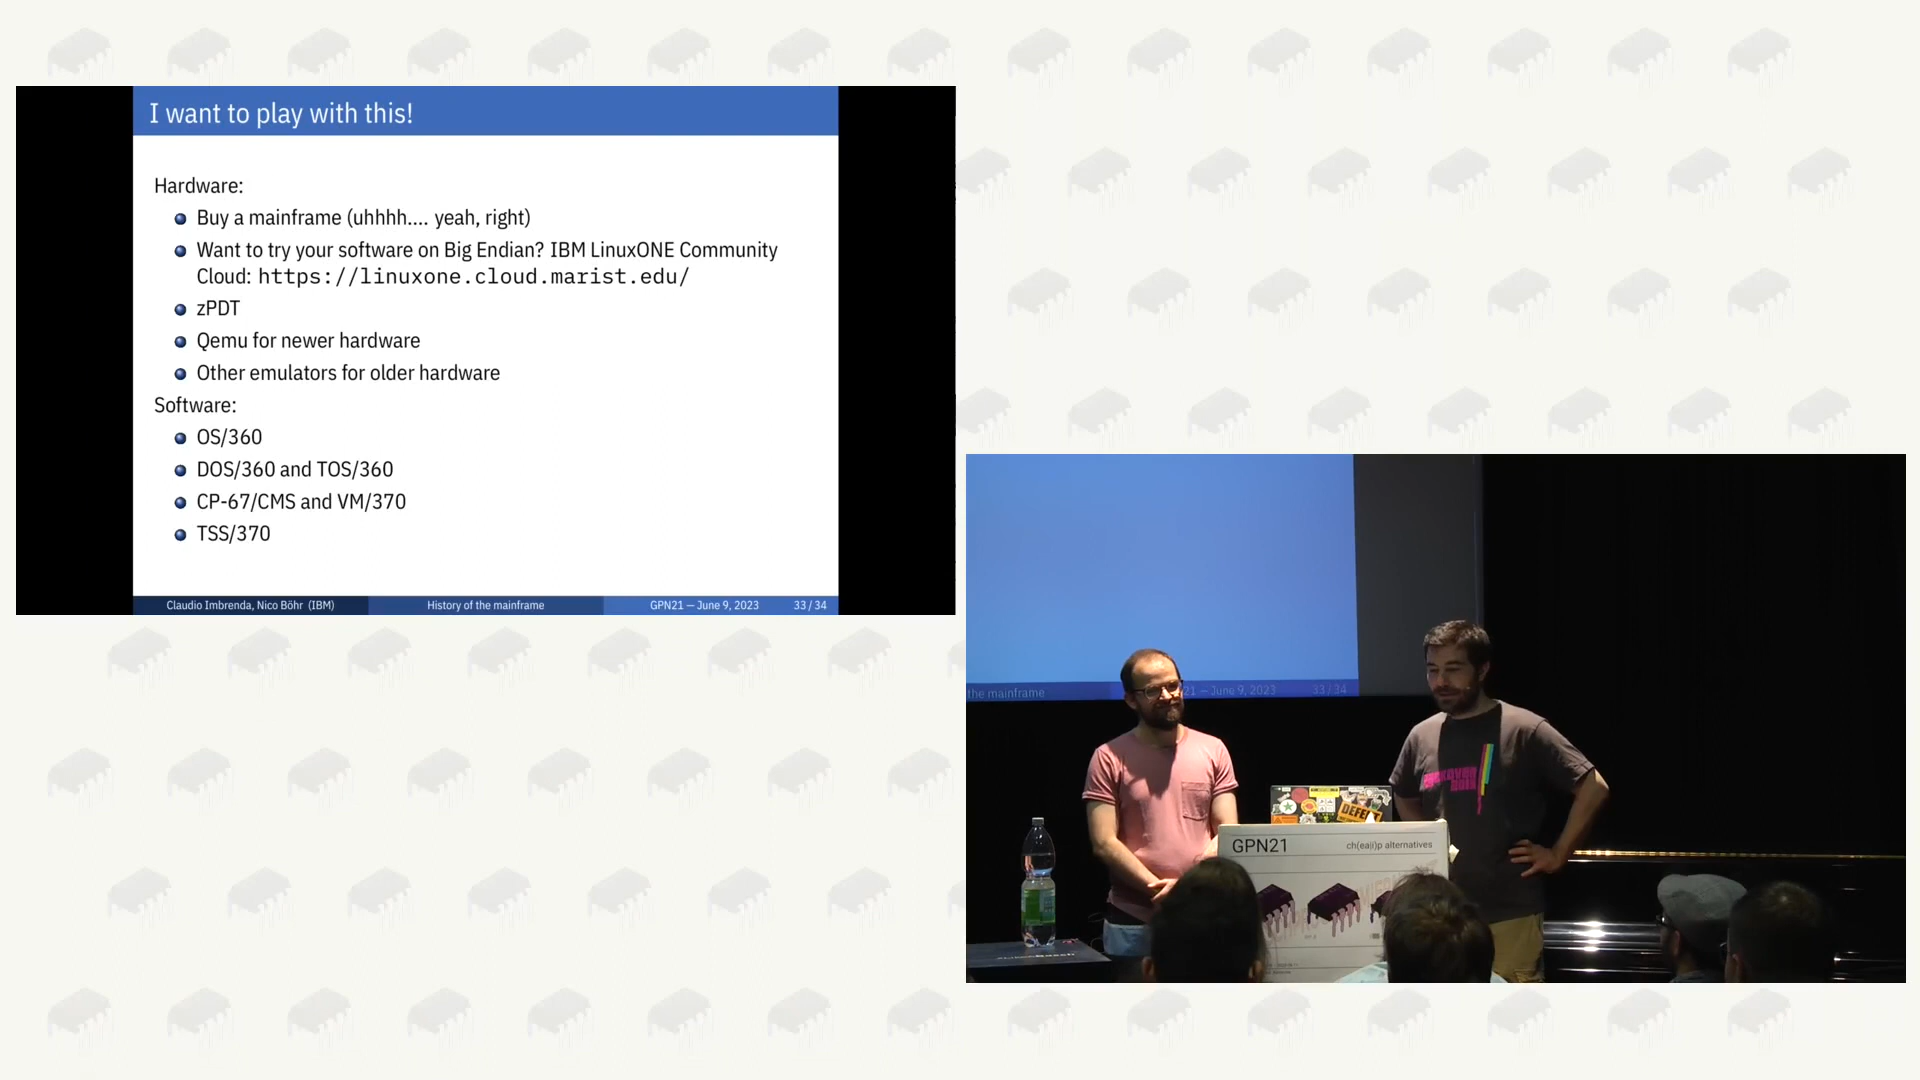 I want to play with this!
Hardware:
Buy a mainframe (uhhhh.... yeah, right)
Want to try your software on Big Endian? IBM LinuxONE Community
Cloud: https://linuxone.cloud.marist.edu/
zPDT
Qemu for newer hardware
Other emulators for older hardware
Software:
OS/360
DOS/360 and TOS/360
CP-67/CMS and VM/370
TSS/370
Claudio Imbrenda, Nico Böhr (IBM) History of the mainframe GPN21 — June 9, 2023 33 / 34
the mainframe 21 — June 9, 2023 33 / 34
DEFECT
GPN21 ch(ea|i)p alternatives